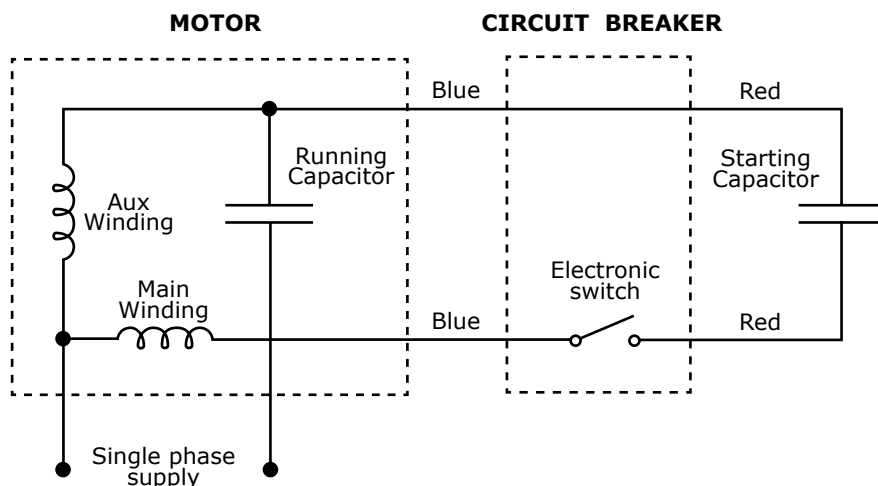 MOTOR
CIRCUIT BREAKER
Blue
Red
Running
Capacitor
Starting
Capacitor
Aux
Winding
Electronic
switch
Main
Winding
Blue
Red
Single phase
supply